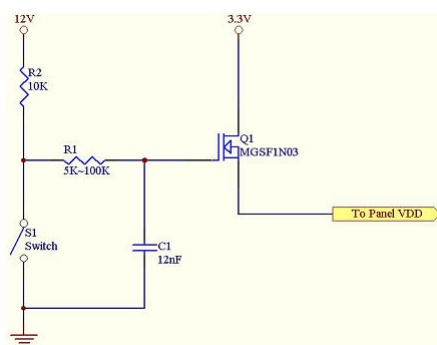 12V
3.3V
R2
10K
Q1
MGSF1N03
R1
5K~100K
To Panel VDD
S1
Switch
C1
12nF